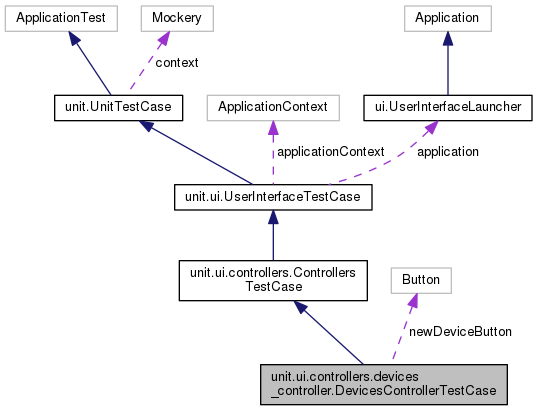 ApplicationTest
Mockery
Application
context
unit.UnitTestCase
ApplicationContext
ui.UserInterfaceLauncher
applicationContext
application
unit.ui.UserInterfaceTestCase
unit.ui.controllers.Controllers
TestCase
Button
newDeviceButton
unit.ui.controllers.devices
_controller.DevicesControllerTestCase